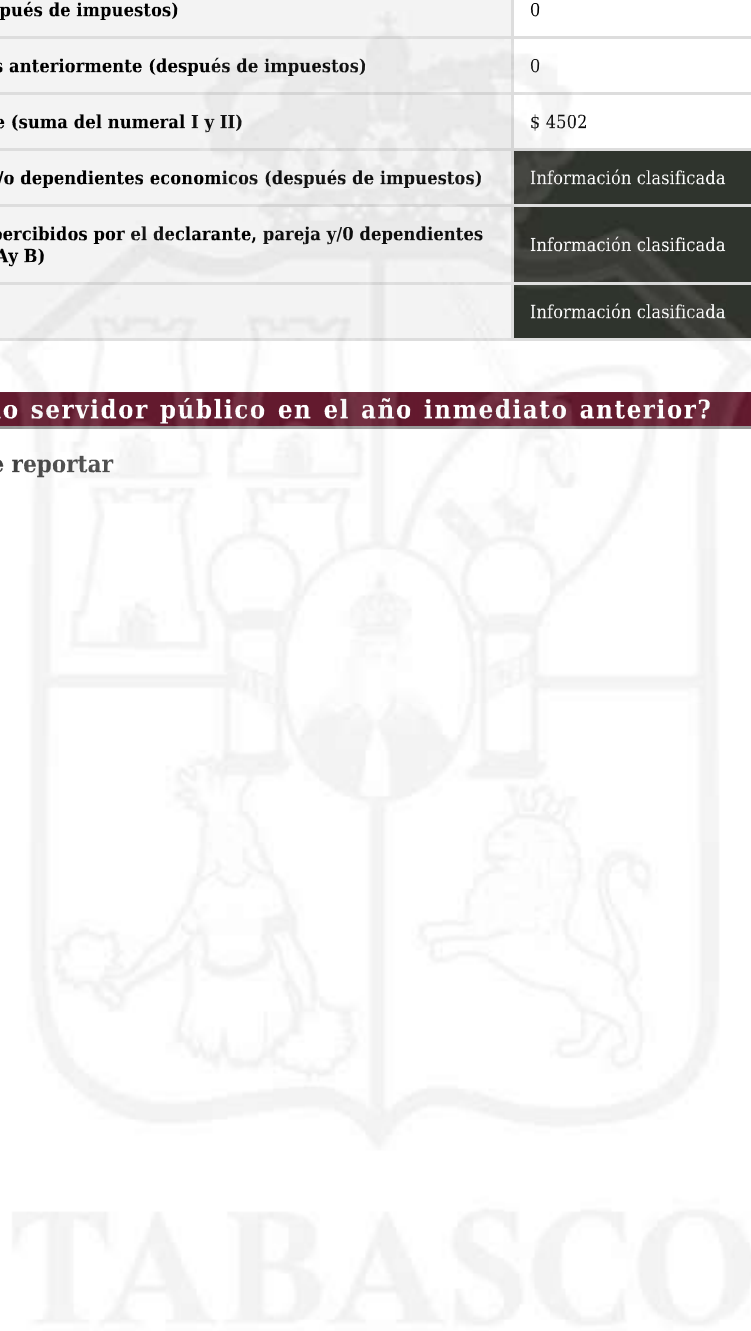 pués de impuestos)
0
s anteriormente (después de impuestos)
0
e (suma del numeral I y II)
$ 4502
/o dependientes economicos (después de impuestos)
Información clasificada
percibidos por el declarante, pareja y/0 dependientes
Ay B)
Información clasificada
Información clasificada
o servidor público en el año inmediato anterior?
e reportar
TABASCO